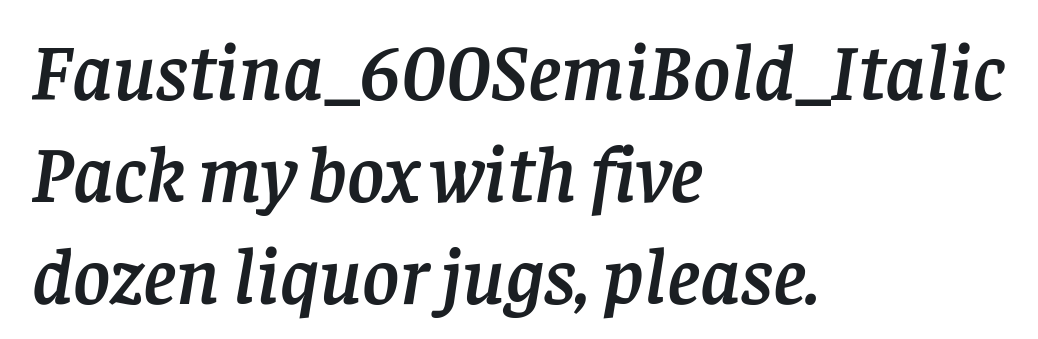 Faustina_600SemiBold_Italic
Pack my box with five
dozen liquor jugs, please.